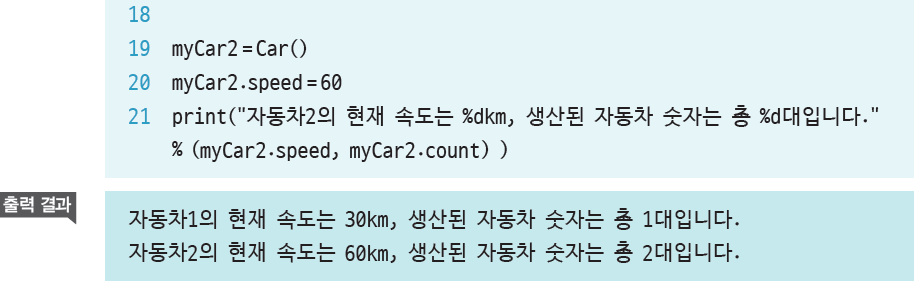 18
19 myCar2=Car()
20 myCar2.speed=60
21 print("자동차2의 현재 속도는 %dkm, 생산된 자동차 숫자는 총 %d대입니다."
% (myCar2.speed, myCar2.count) )
출력 결과
자동차1의 현재 속도는 30km, 생산된 자동차 숫자는 총 1대입니다.
자동차2의 현재 속도는 60km, 생산된 자동차 숫자는 총 2대입니다.